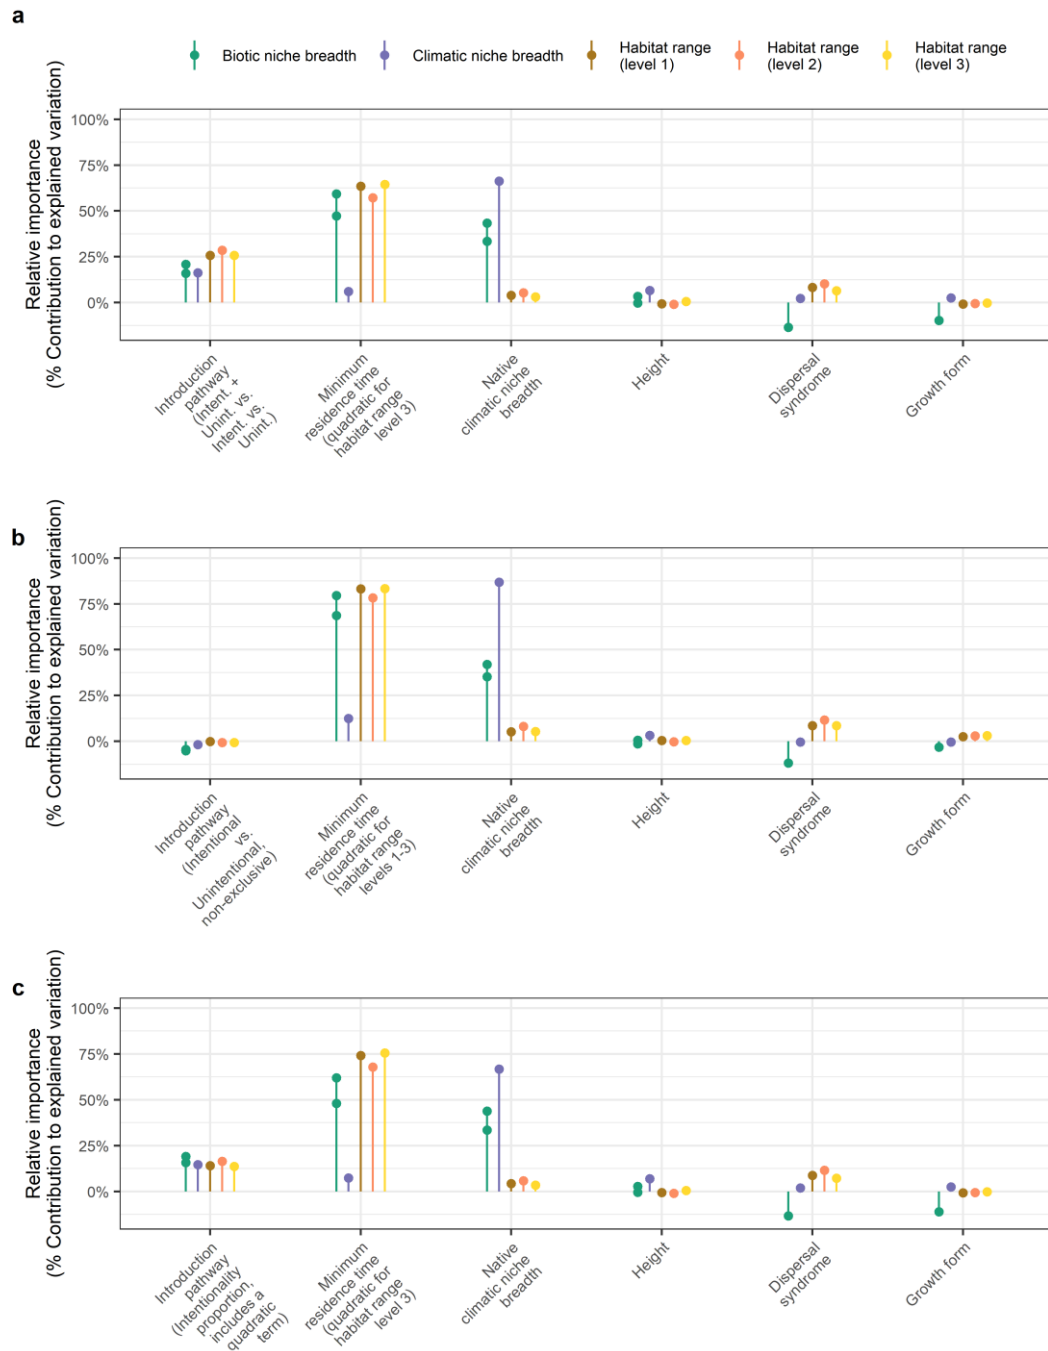 a
Biotic niche breadth
Climatic niche breadth
Habitat range
(level 1)
Habitat range
(level 2)
Habitat range
(level 3)
Relative importance
(% Contribution to explained variation)
100%
75%
50%
25%
0%
Introduction
pathway
(Intent. +
Unint. vs.
Intent. vs.
Unint.)
Minimum
residence time
(quadratic for
habitat range
level 3)
Native
climatic niche
breadth
Height
Dispersal
syndrome
Growth form
b
Relative importance
(% Contribution to explained variation)
100%
75%
50%
25%
0%
Introduction
pathway
(Intentional
vs.
Unintentional,
non-exclusive)
Minimum
residence time
(quadratic for
habitat range
levels 1-3)
Native
climatic niche
breadth
Height
Dispersal
syndrome
Growth form
c
Relative importance
(% Contribution to explained variation)
100%
75%
50%
25%
0%
Introduction
pathway
(Intentionality
proportion,
includes a
quadratic
term)
Minimum
residence time
(quadratic for
habitat range
level 3)
Native
climatic niche
breadth
Height
Dispersal
syndrome
Growth form